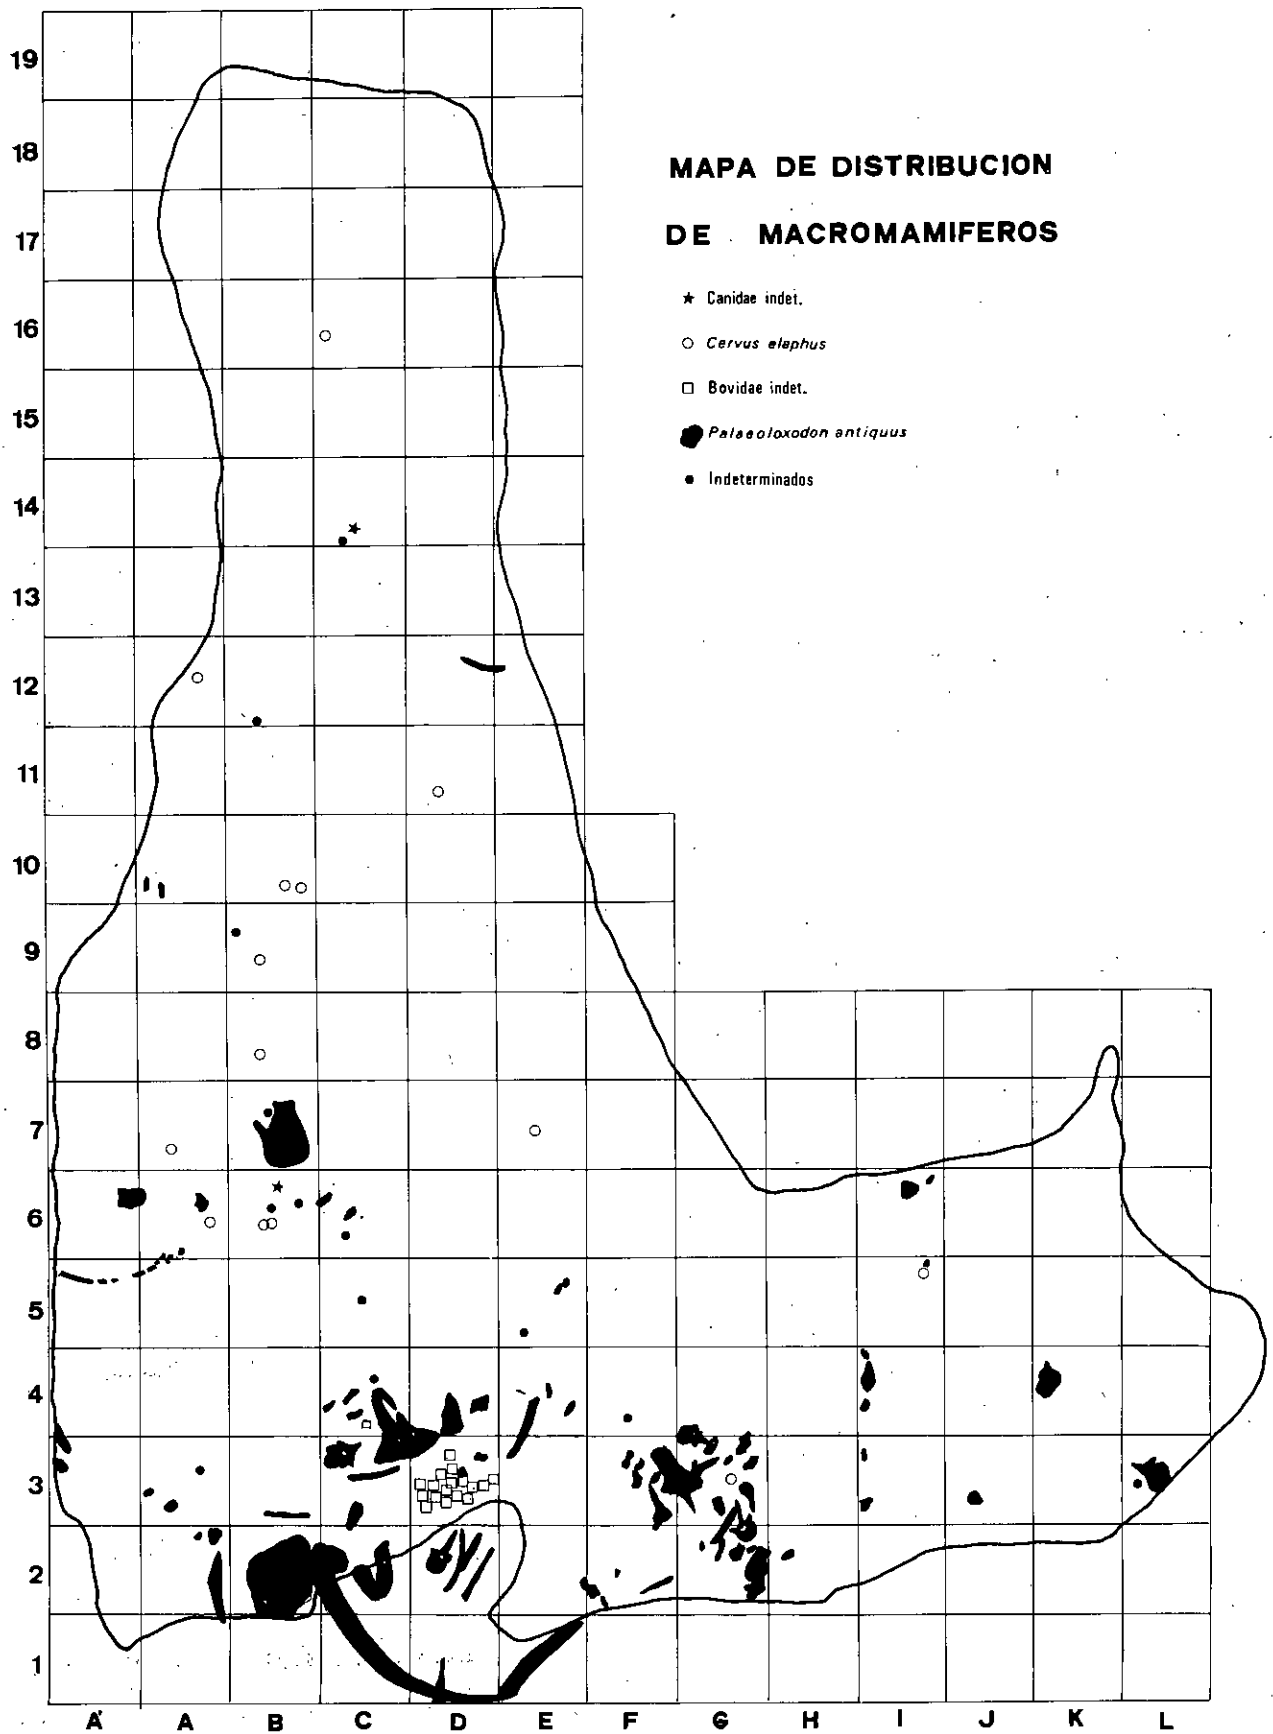 MAPA DE DISTRIBUCION
DE MACROMAMIFEROS
★ Canidae indet.
○ Cervus elaphus
□ Bovidae indet.
Palaeoloxodon antiquus
● Indeterminados
19
18
17
16
15
14
13
12
11
10
9
8
7
6
5
4
3
2
1
A' A B C D E F G H I J K L